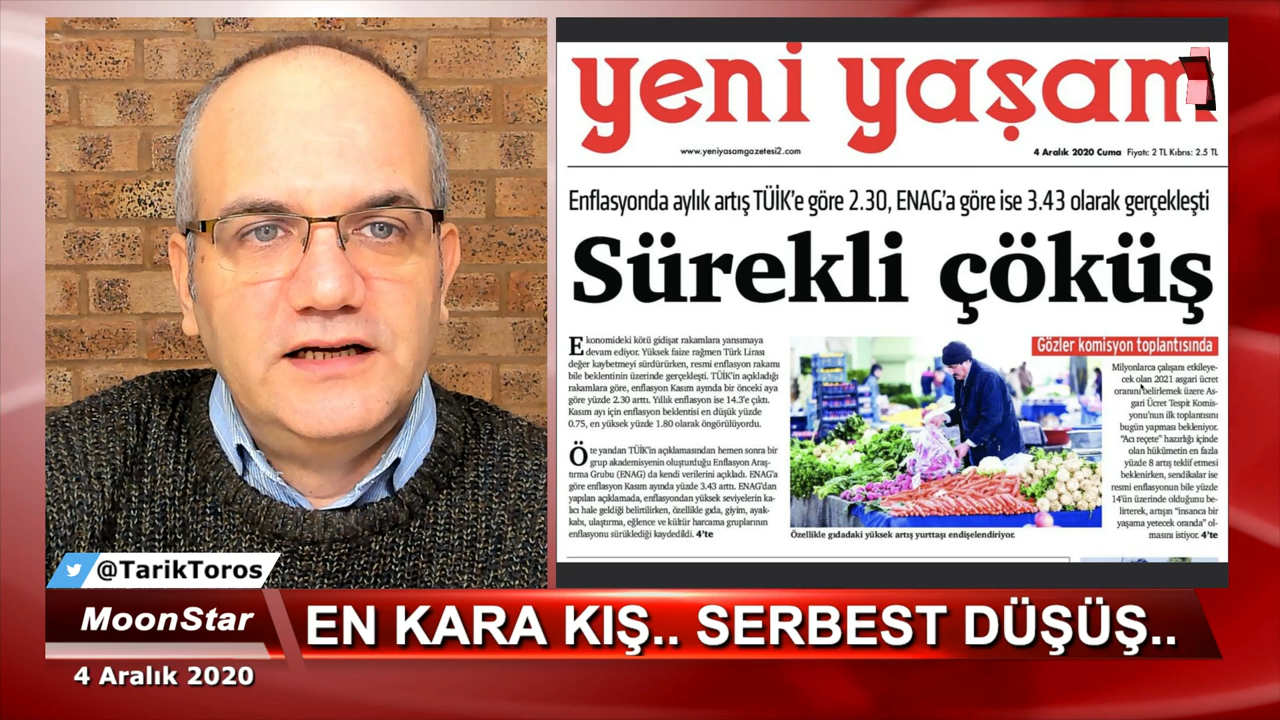 yeni yaşam
www.yeniyasamgazetesi2.com
4 Aralık 2020 Cuma Fiyatı: 2 TL Kıbrıs: 2.5 TL
Enflasyonda aylık artış TÜİK'e göre 2.30, ENAG'a göre ise 3.43 olarak gerçekleşti
Sürekli çöküş
Ekonomideki kötü gidişat rakamlara yansımaya
devam ediyor. Yüksek faize rağmen Türk Lirası
değer kaybetmeyi sürdürürken, resmi enflasyon rakamı
bile beklentinin üzerinde gerçekleşti. TÜİK'in açıkladığı
rakamlara göre, enflasyon Kasım ayında bir önceki aya
göre yüzde 2.30 arttı. Yıllık enflasyon ise 14.3'e çıktı.
Kasım ayı için enflasyon beklentisi en düşük yüzde
0.75, en yüksek yüzde 1.80 olarak öngörülüyordu.
Öte yandan TÜİK'in açıklamasından hemen sonra bir
grup akademisyenin oluşturduğu Enflasyon Araş-
tırma Grubu (ENAG) da kendi verilerini açıkladı. ENAG'a
göre enflasyon Kasım ayında yüzde 3.43 arttı. ENAG'dan
yapılan açıklamada, enflasyondan yüksek seviyelerin ka-
lıcı hale geldiği belirtilirken, özellikle gıda, giyim, ayak-
kabı, ulaştırma, eğlence ve kültür harcama gruplarının
enflasyonu sürüklediği kaydedildi. 4'te
Özellikle gıdadaki yüksek artış yurttaşı endişelendiriyor.
Gözler komisyon toplantısında
Milyonlarca çalışanı etkileye-
cek olan 2021 asgari ücret
oranını belirlemek üzere As-
gari Ücret Tespit Komis-
yonu'nun ilk toplantısını
bugün yapması bekleniyor.
"Acı reçete" hazırlığı içinde
olan hükümetin en fazla
yüzde 8 artış teklif etmesi
beklenirken, sendikalar ise
resmi enflasyonun bile yüzde
14'ün üzerinde olduğunu be-
lirterek, artışın "insanca bir
yaşama yetecek oranda" ol-
masını istiyor. 4'te
@TarikToros
MoonStar
EN KARA KIŞ.. SERBEST DÜŞÜŞ..
4 Aralık 2020